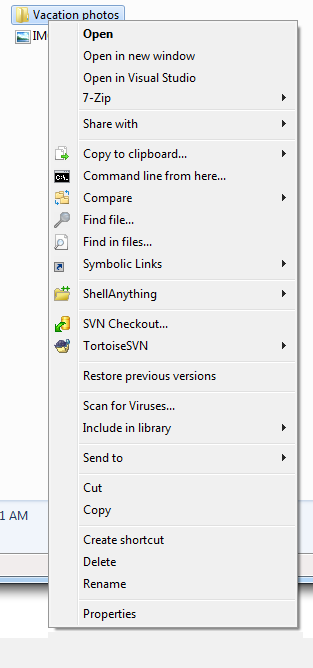 Vacation photos
IM
Open
Open in new window
Open in Visual Studio
7-Zip
Share with
Copy to clipboard...
C:\.
Command line from here...
Compare
Find file...
Find in files...
Symbolic Links
ShellAnything
SVN Checkout...
TortoiseSVN
Restore previous versions
Scan for Viruses...
Include in library
Send to
Cut
1 AM
Copy
Create shortcut
Delete
Rename
Properties